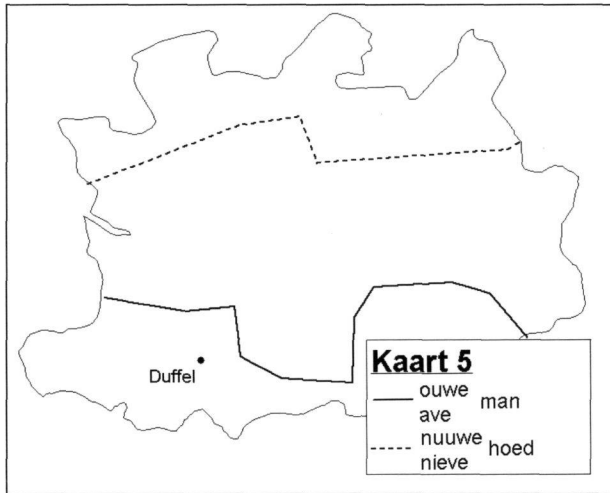 Duffel
Kaart 5
ouwe man
ave
nuuwe hoed
nieve